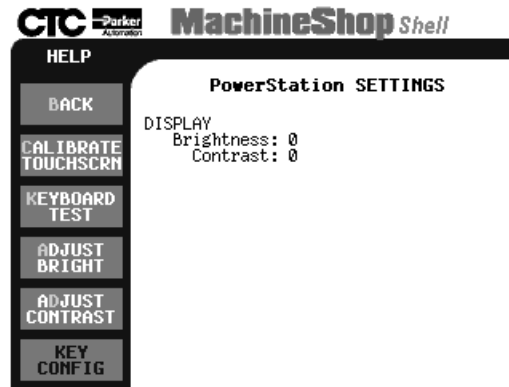 CTC Parker Automation MachineShop Shell
HELP
BACK
CALIBRATE
TOUCHSCRN
KEYBOARD
TEST
ADJUST
BRIGHT
ADJUST
CONTRAST
KEY
CONFIG
PowerStation SETTINGS
DISPLAY
Brightness: 0
Contrast: 0